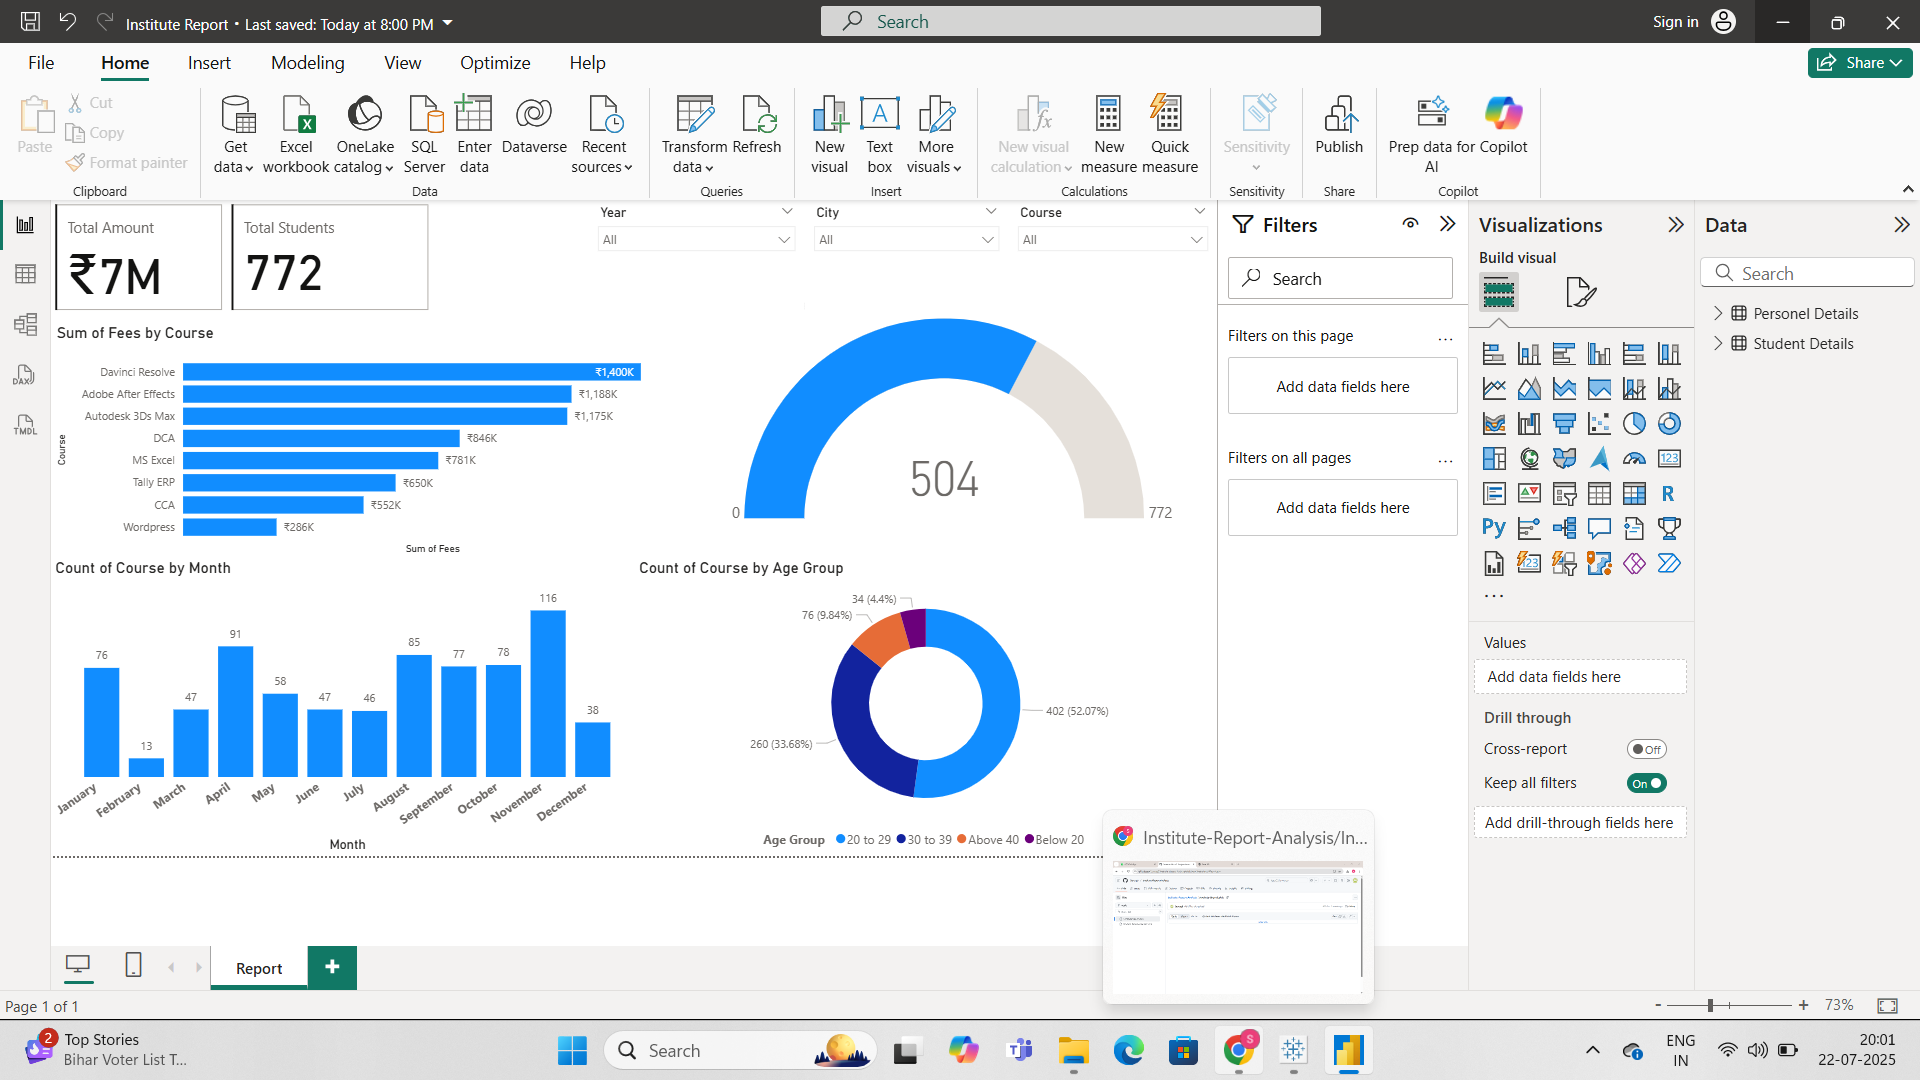 Institute Report • Last saved: Today at 8:00 PM
Search
Sign in
File Home Insert Modeling View Optimize Help
Share
Paste
Cut
Copy
Format painter
Clipboard
Get data
Excel workbook
OneLake catalog
SQL Server
Enter data
Dataverse
Recent sources
Data
Transform data
Refresh
Queries
New visual
Text box
More visuals
Insert
New visual calculation
New measure
Quick measure
Calculations
Sensitivity
Sensitivity
Publish
Share
Prep data for AI
Copilot
Copilot
DAX
TMDL
Total Amount
₹7M
Total Students
772
Year
All
City
All
Course
All
Sum of Fees by Course
Course
Davinci Resolve ₹1,400K
Adobe After Effects ₹1,188K
Autodesk 3Ds Max ₹1,175K
DCA ₹846K
MS Excel ₹781K
Tally ERP ₹650K
CCA ₹552K
Wordpress ₹286K
Sum of Fees
504
0
772
Count of Course by Month
76
13
47
91
58
47
46
85
77
78
116
38
January February March April May June July August September October November December
Month
Count of Course by Age Group
34 (4.4%)
76 (9.84%)
402 (52.07%)
260 (33.68%)
Age Group 20 to 29 30 to 39 Above 40 Below 20
Filters
Search
Filters on this page ...
Add data fields here
Filters on all pages ...
Add data fields here
Visualizations
Build visual
123
R
Py
123
...
Values
Add data fields here
Drill through
Cross-report Off
Keep all filters On
Add drill-through fields here
Data
Search
Personel Details
Student Details
Institute-Report-Analysis/In...
Report
+
Page 1 of 1
- + 73%
2
Top Stories
Bihar Voter List T...
Search
S
ENG
IN
20:01
22-07-2025